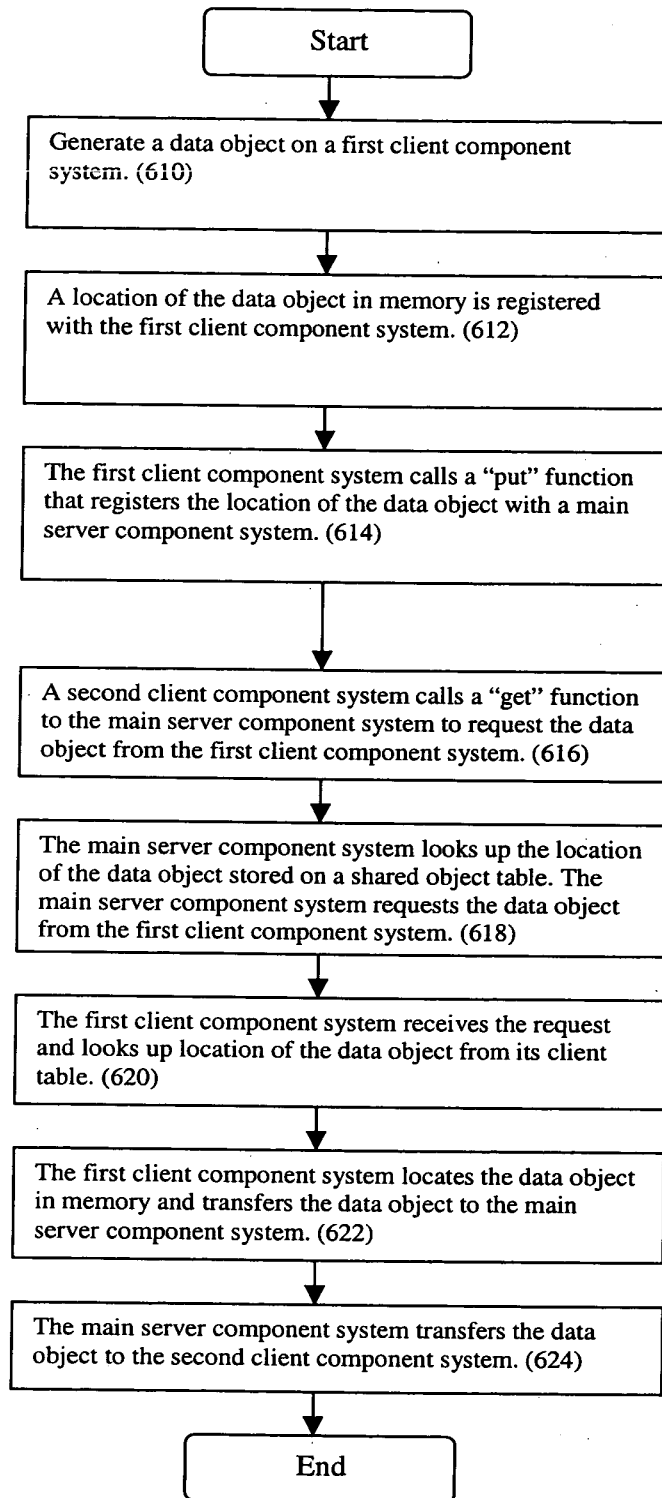 Start
Generate a data object on a first client component
system. (610)
A location of the data object in memory is registered
with the first client component system. (612)
The first client component system calls a “put” function
that registers the location of the data object with a main
server component system. (614)
A second client component system calls a “get” function
to the main server component system to request the data
object from the first client component system. (616)
The main server component system looks up the location
of the data object stored on a shared object table. The
main server component system requests the data object
from the first client component system. (618)
The first client component system receives the request
and looks up location of the data object from its client
table. (620)
The first client component system locates the data object
in memory and transfers the data object to the main
server component system. (622)
The main server component system transfers the data
object to the second client component system. (624)
End